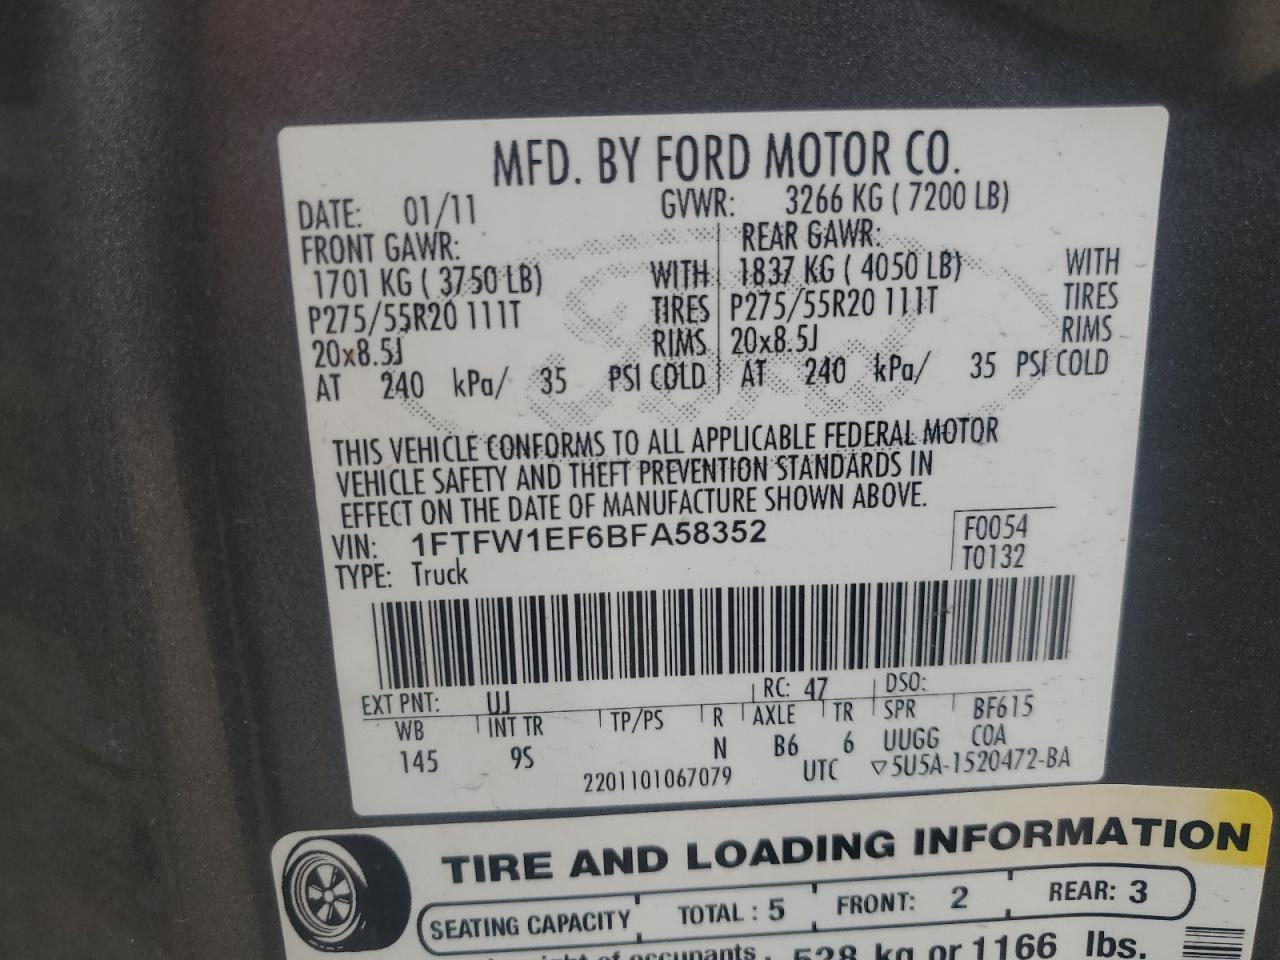 MFD. BY FORD MOTOR CO.
DATE: 01/11 GVWR: 3266 KG ( 7200 LB)
FRONT GAWR: REAR GAWR:
1701 KG ( 3750 LB) WITH 1837 KG ( 4050 LB) WITH
P275/55R20 111T TIRES P275/55R20 111T TIRES
20x8.5J RIMS 20x8.5J RIMS
AT 240 kPa/ 35 PSI COLD AT 240 kPa/ 35 PSI COLD
THIS VEHICLE CONFORMS TO ALL APPLICABLE FEDERAL MOTOR
VEHICLE SAFETY AND THEFT PREVENTION STANDARDS IN
EFFECT ON THE DATE OF MANUFACTURE SHOWN ABOVE.
VIN: 1FTFW1EF6BFA58352 F0054
TYPE: Truck T0132
EXT PNT: UJ RC: 47 DSO:
WB INT TR TP/PS R AXLE TR SPR BF615
145 9S N B6 6 UUGG COA
2201101067079 UTC ▽5U5A-1520472-BA
TIRE AND LOADING INFORMATION
SEATING CAPACITY TOTAL : 5 FRONT: 2 REAR: 3
of occupants 528 kg or 1166 lbs.